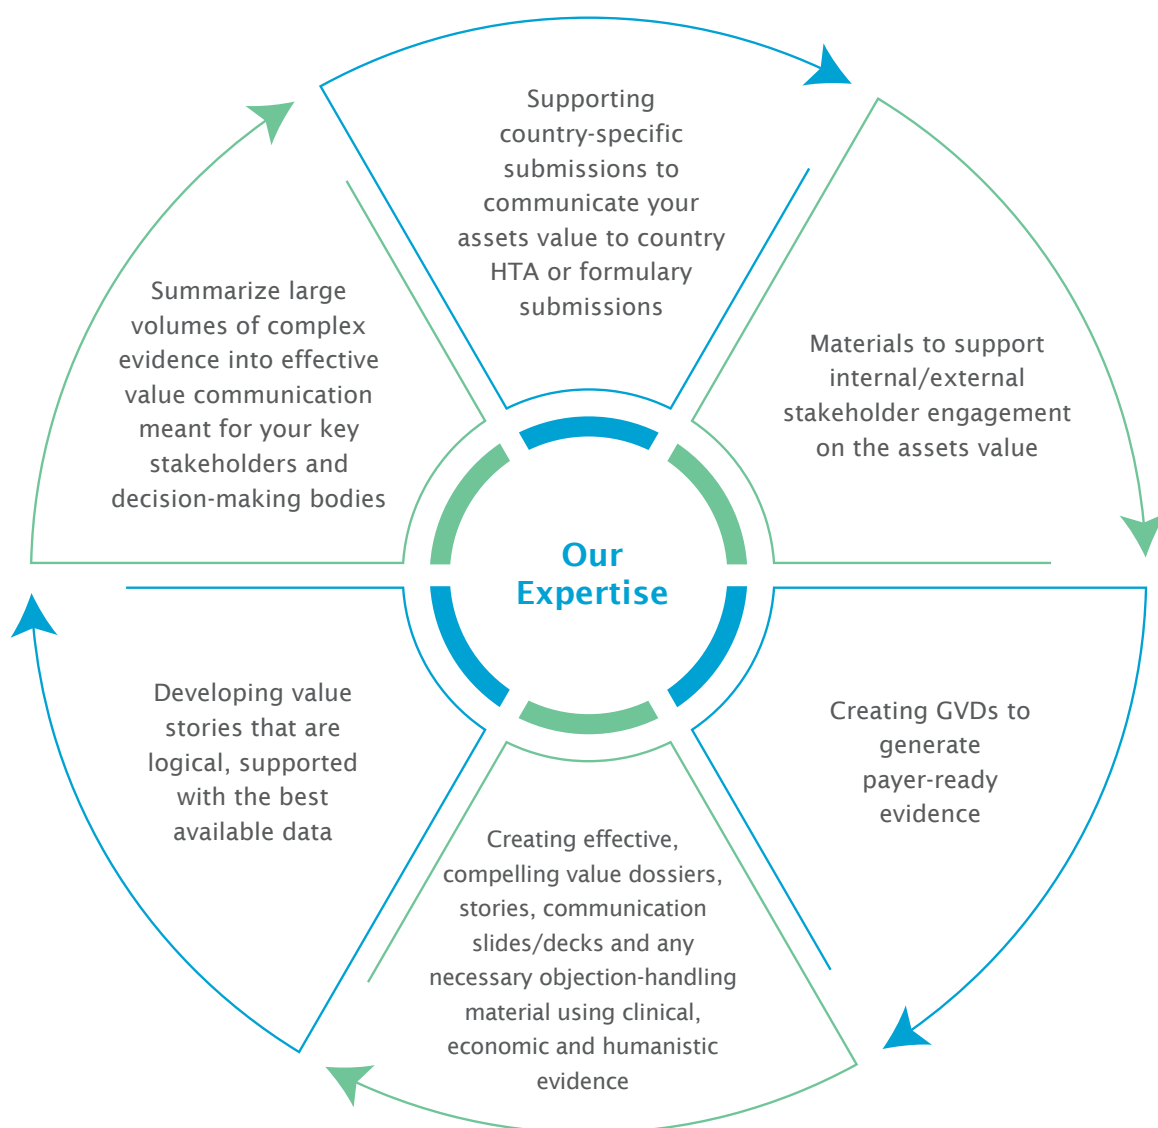 Supporting
country-specific
submissions to
communicate your
assets value to country
HTA or formulary
submissions
Materials to support
internal/external
stakeholder engagement
on the assets value
Creating GVDs to
generate
payer-ready
evidence
Creating effective,
compelling value dossiers,
stories, communication
slides/decks and any
necessary objection-handling
material using clinical,
economic and humanistic
evidence
Developing value
stories that are
logical, supported
with the best
available data
Summarize large
volumes of complex
evidence into effective
value communication
meant for your key
stakeholders and
decision-making bodies
Our
Expertise